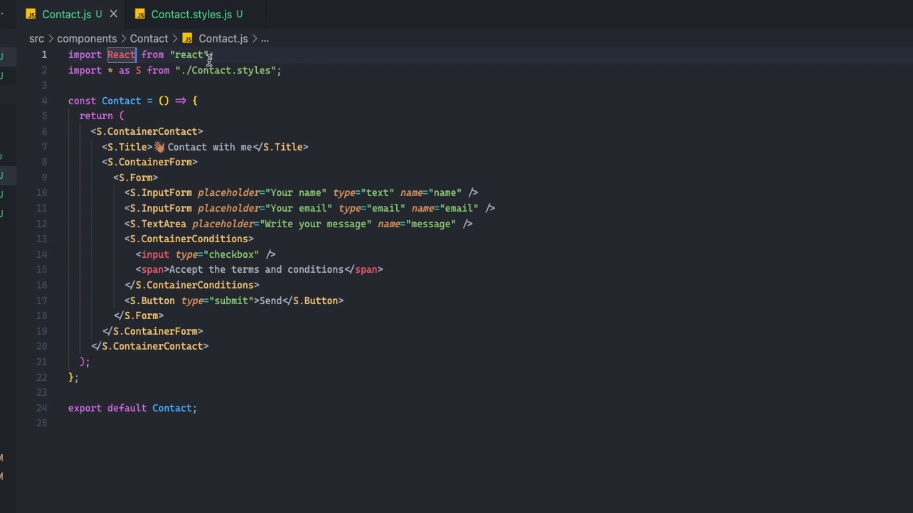 Contact.js U
Contact.styles.js U
src > components > Contact > Contact.js > ...
1 import React from "react";
2 import * as S from "./Contact.styles";
3
4 const Contact = () => {
5 return (
6 <S.ContainerContact>
7 <S.Title>👋🏽 Contact with me</S.Title>
8 <S.ContainerForm>
9 <S.Form>
10 <S.InputForm placeholder="Your name" type="text" name="name" />
11 <S.InputForm placeholder="Your email" type="email" name="email" />
12 <S.TextArea placeholder="Write your message" name="message" />
13 <S.ContainerConditions>
14 <input type="checkbox" />
15 <span>Accept the terms and conditions</span>
16 </S.ContainerConditions>
17 <S.Button type="submit">Send</S.Button>
18 </S.Form>
19 </S.ContainerForm>
20 </S.ContainerContact>
21 );
22 };
23
24 export default Contact;
25